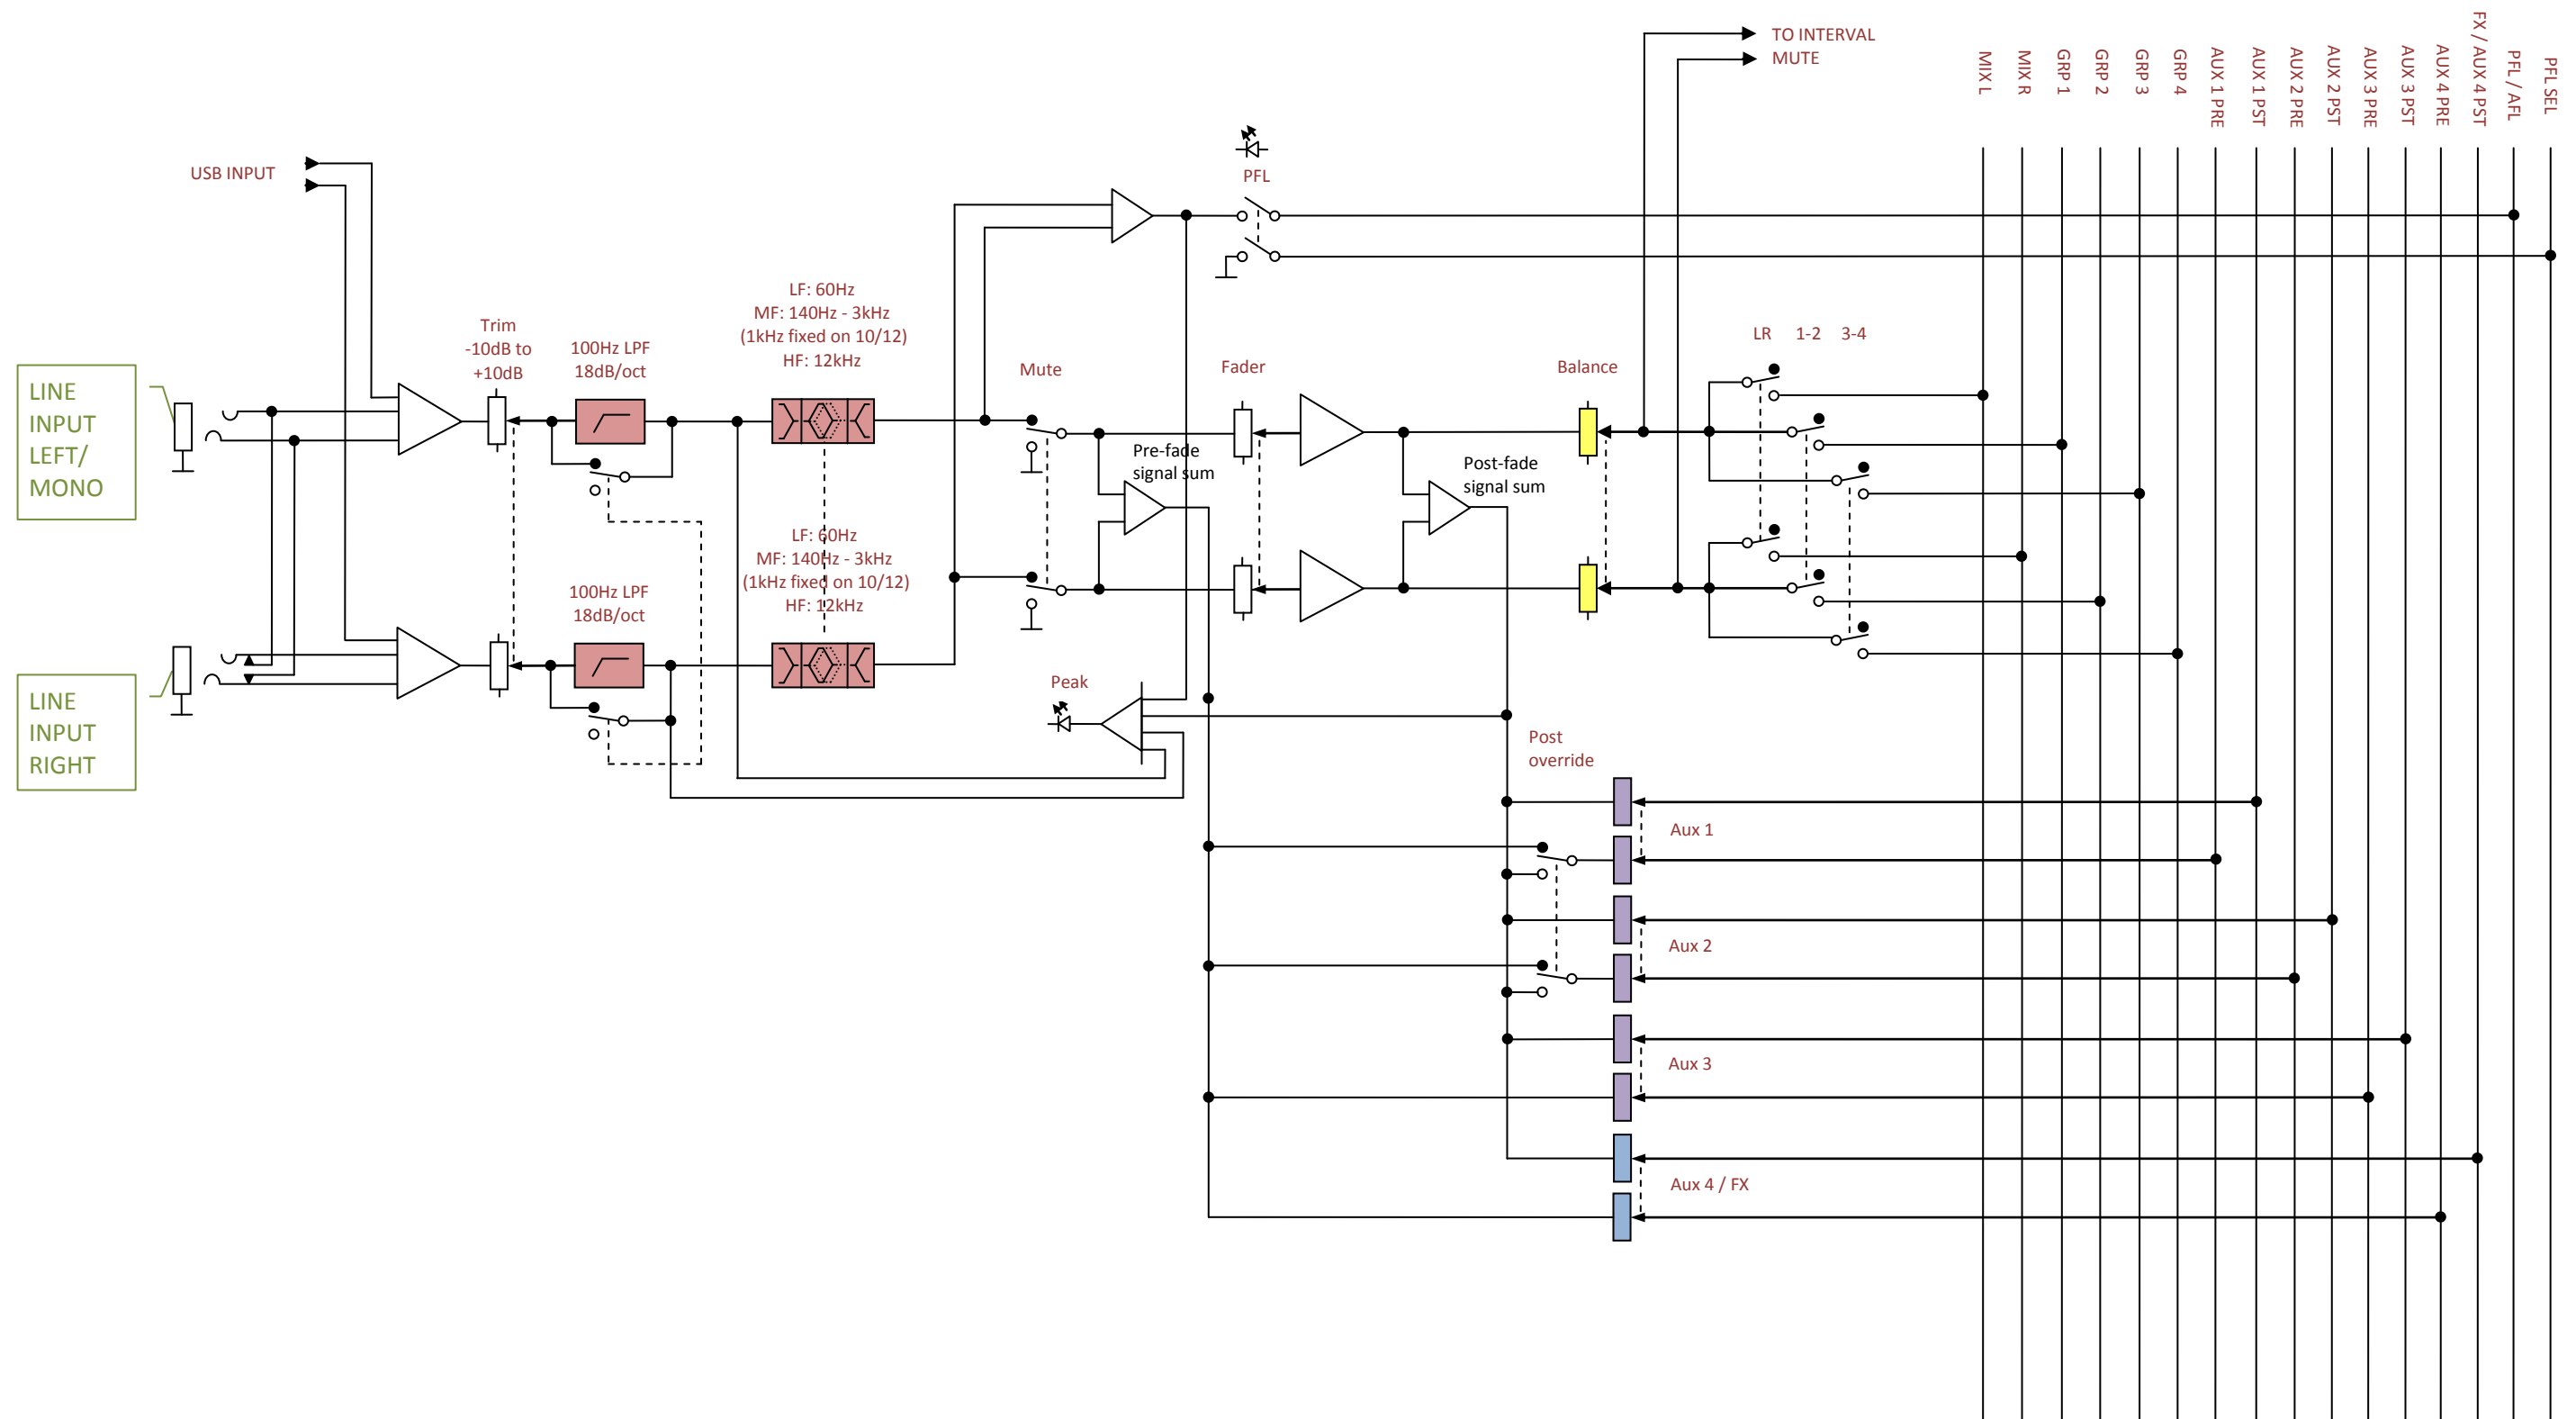 TO INTERVAL
MUTE
MIX L
MIX R
GRP 1
GRP 2
GRP 3
GRP 4
AUX 1 PRE
AUX 1 PST
AUX 2 PRE
AUX 2 PST
AUX 3 PRE
AUX 3 PST
AUX 4 PRE
FX / AUX 4 PST
PFL / AFL
PFL SEL
USB INPUT
PFL
LF: 60Hz
MF: 140Hz - 3kHz
(1kHz fixed on 10/12)
HF: 12kHz
Trim
-10dB to
+10dB
100Hz LPF
18dB/oct
Mute
Fader
Balance
LR 1-2 3-4
LINE
INPUT
LEFT/
MONO
Pre-fade
signal sum
Post-fade
signal sum
LF: 60Hz
MF: 140Hz - 3kHz
(1kHz fixed on 10/12)
HF: 12kHz
100Hz LPF
18dB/oct
LINE
INPUT
RIGHT
Peak
Post
override
Aux 1
Aux 2
Aux 3
Aux 4 / FX